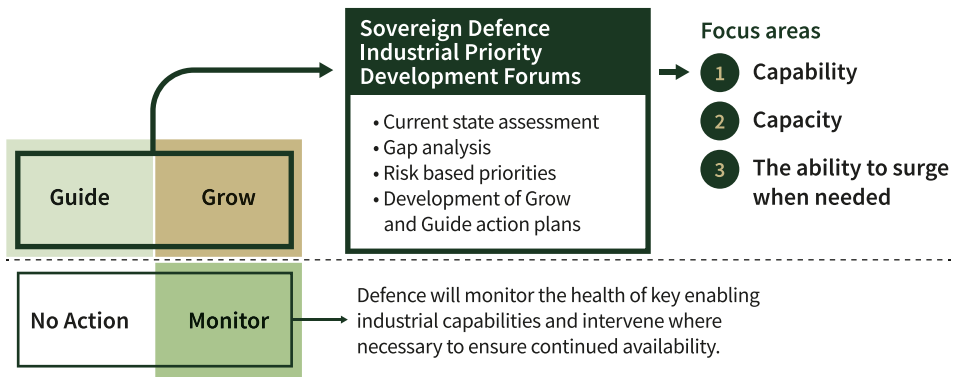 Sovereign Defence
Industrial Priority
Development Forums
• Current state assessment
• Gap analysis
• Risk based priorities
• Development of Grow
and Guide action plans
Focus areas
1 Capability
2 Capacity
3 The ability to surge
when needed
Guide
Grow
No Action
Monitor
Defence will monitor the health of key enabling
industrial capabilities and intervene where
necessary to ensure continued availability.